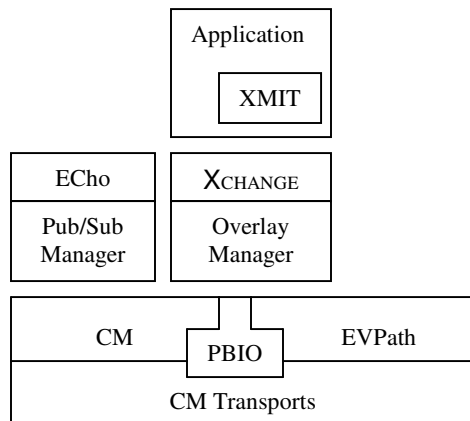 Application
XMIT
ECho
XCHANGE
Pub/Sub
Manager
Overlay
Manager
CM
PBIO
EVPath
CM Transports